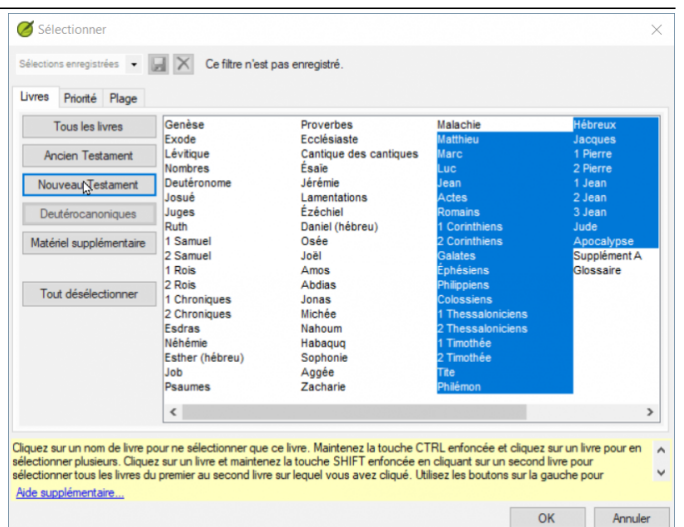 Sélectionner
Sélections enregistrées
Ce filtre n'est pas enregistré.
Livres Priorité Plage
Tous les livres
Ancien Testament
Nouveau Testament
Deutérocanoniques
Matériel supplémentaire
Tout désélectionner
Genèse
Exode
Lévitique
Nombres
Deutéronome
Josué
Juges
Ruth
1 Samuel
2 Samuel
1 Rois
2 Rois
1 Chroniques
2 Chroniques
Esdras
Néhémie
Esther (hébreu)
Job
Psaumes
Proverbes
Ecclésiaste
Cantique des cantiques
Ésaïe
Jérémie
Lamentations
Ézéchiel
Daniel (hébreu)
Osée
Joël
Amos
Abdias
Jonas
Michée
Nahoum
Habaquq
Sophonie
Aggée
Zacharie
Malachie
Matthieu
Marc
Luc
Jean
Actes
Romains
1 Corinthiens
2 Corinthiens
Galates
Éphésiens
Philippiens
Colossiens
1 Thessaloniciens
2 Thessaloniciens
1 Timothée
2 Timothée
Tite
Philémon
Hébreux
Jacques
1 Pierre
2 Pierre
1 Jean
2 Jean
3 Jean
Jude
Apocalypse
Supplément A
Glossaire
Cliquez sur un nom de livre pour ne sélectionner que ce livre. Maintenez la touche CTRL enfoncée et cliquez sur un livre pour en
sélectionner plusieurs. Cliquez sur un livre et maintenez la touche SHIFT enfoncée en cliquant sur un second livre pour
sélectionner tous les livres du premier au second livre sur lequel vous avez cliqué. Utilisez les boutons sur la gauche pour
Aide supplémentaire...
OK Annuler